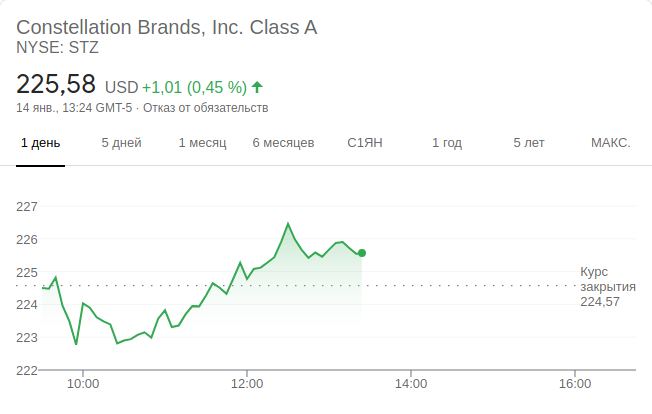 Constellation Brands, Inc. Class A
NYSE: STZ
225,58 USD +1,01 (0,45 %)
14 янв., 13:24 GMT-5 · Отказ от обязательств
1 день 5 дней 1 месяц 6 месяцев С1ЯН 1 год 5 лет МАКС.
227
226
225
224
223
222
Курс
закрытия
224,57
10:00 12:00 14:00 16:00